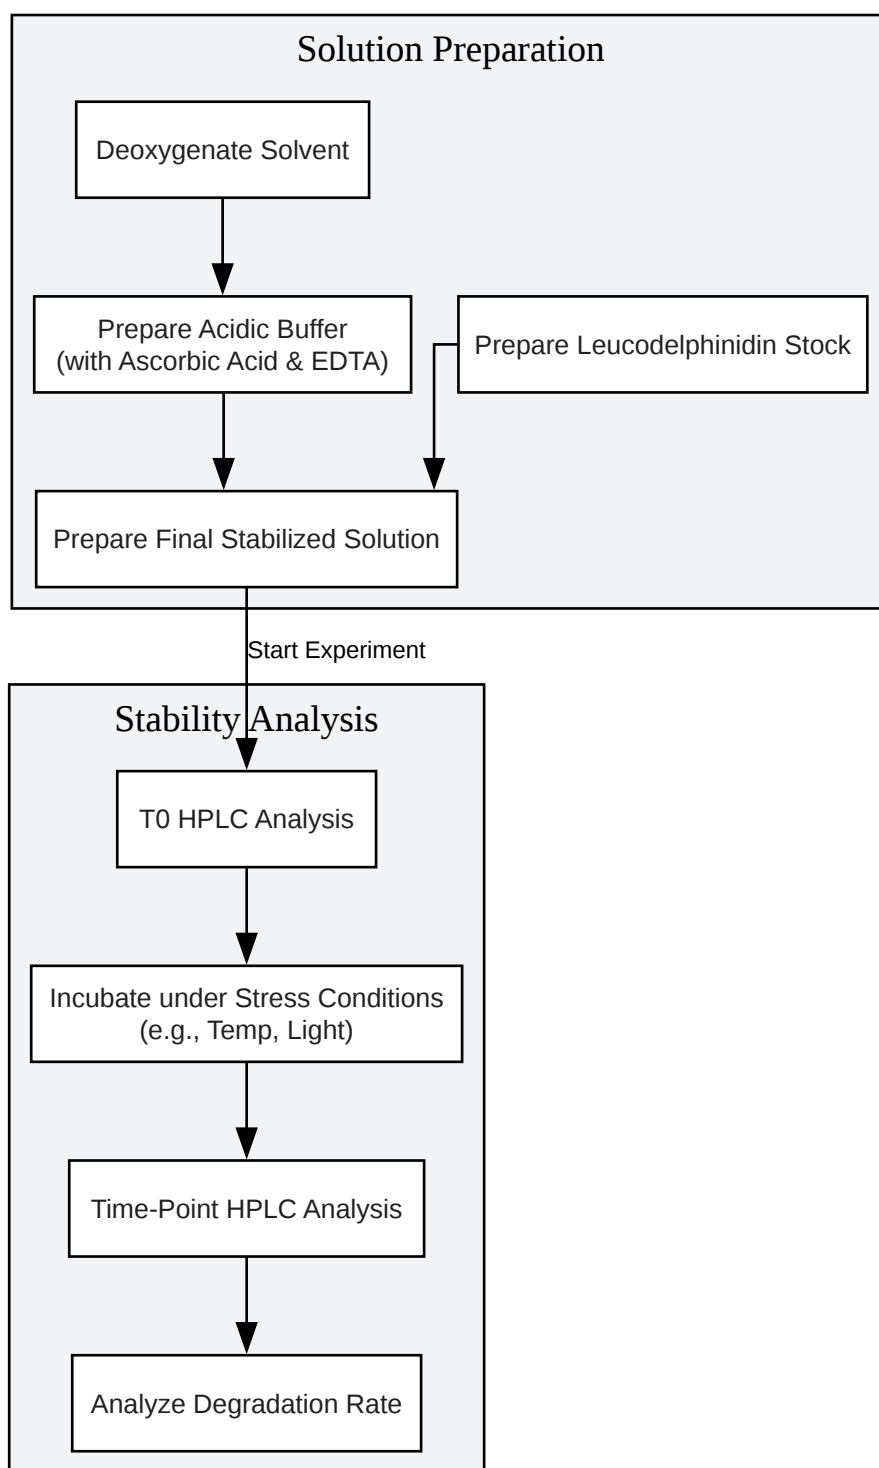 Solution Preparation
Deoxygenate Solvent
Prepare Acidic Buffer
(with Ascorbic Acid & EDTA)
Prepare Leucodelphinidin Stock
Prepare Final Stabilized Solution
Start Experiment
Stability Analysis
T0 HPLC Analysis
Incubate under Stress Conditions
(e.g., Temp, Light)
Time-Point HPLC Analysis
Analyze Degradation Rate